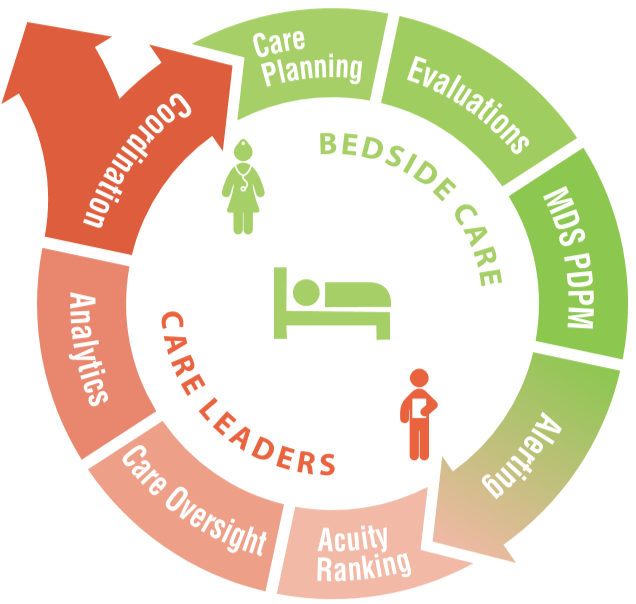 Care
Planning
Evaluations
MDS PDPM
Alerting
Acuity
Ranking
Care Oversight
Analytics
Coordination
BEDSIDE CARE
CARE LEADERS